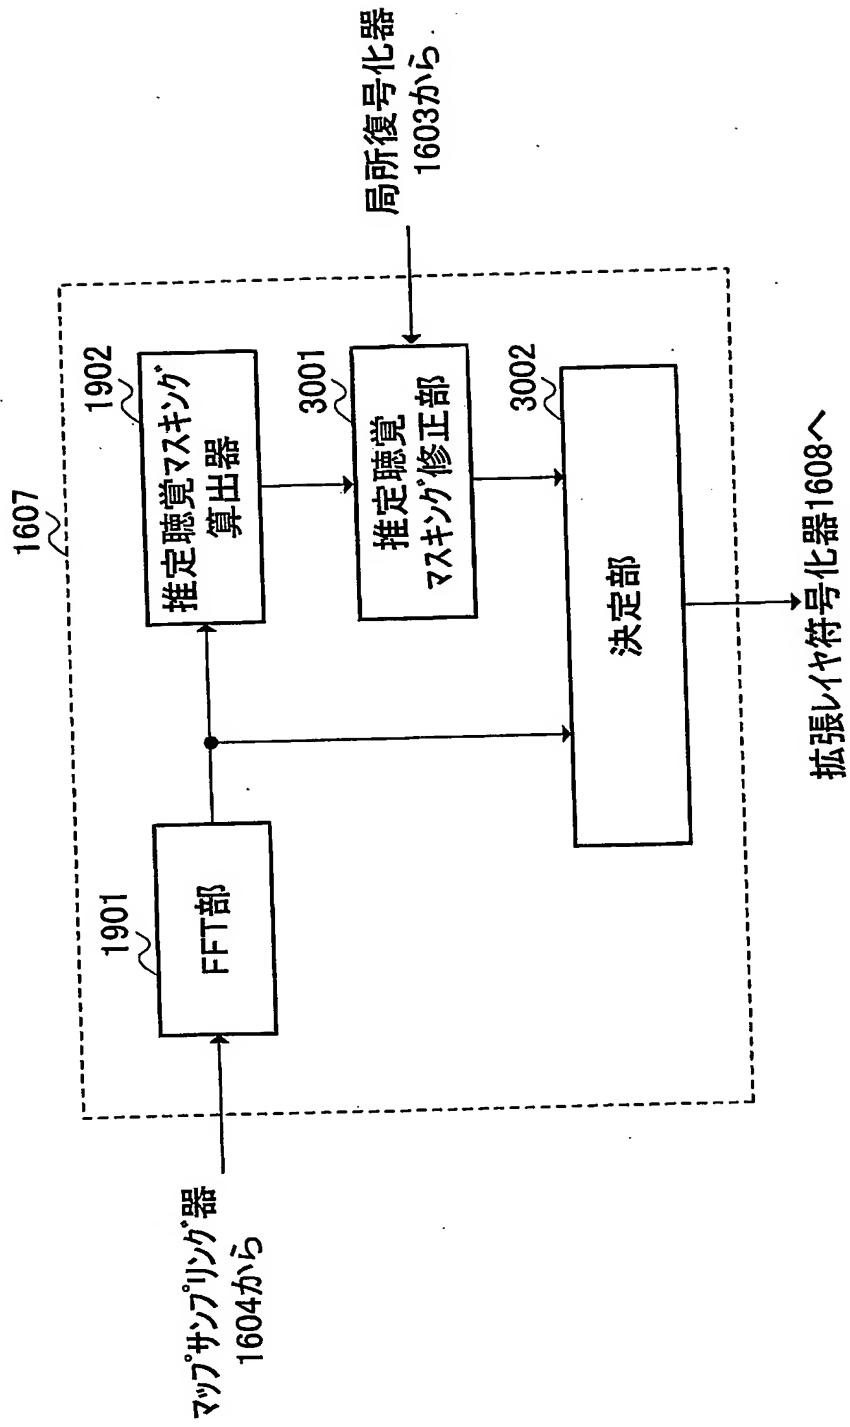 1607
1901
FFT部
1902
推定聴覚マスキング
算出器
3001
推定聴覚
マスキング修正部
3002
決定部
マップサンプリング器
1604から
局所復号化器
1603から
拡張レイヤ符号化器1608へ